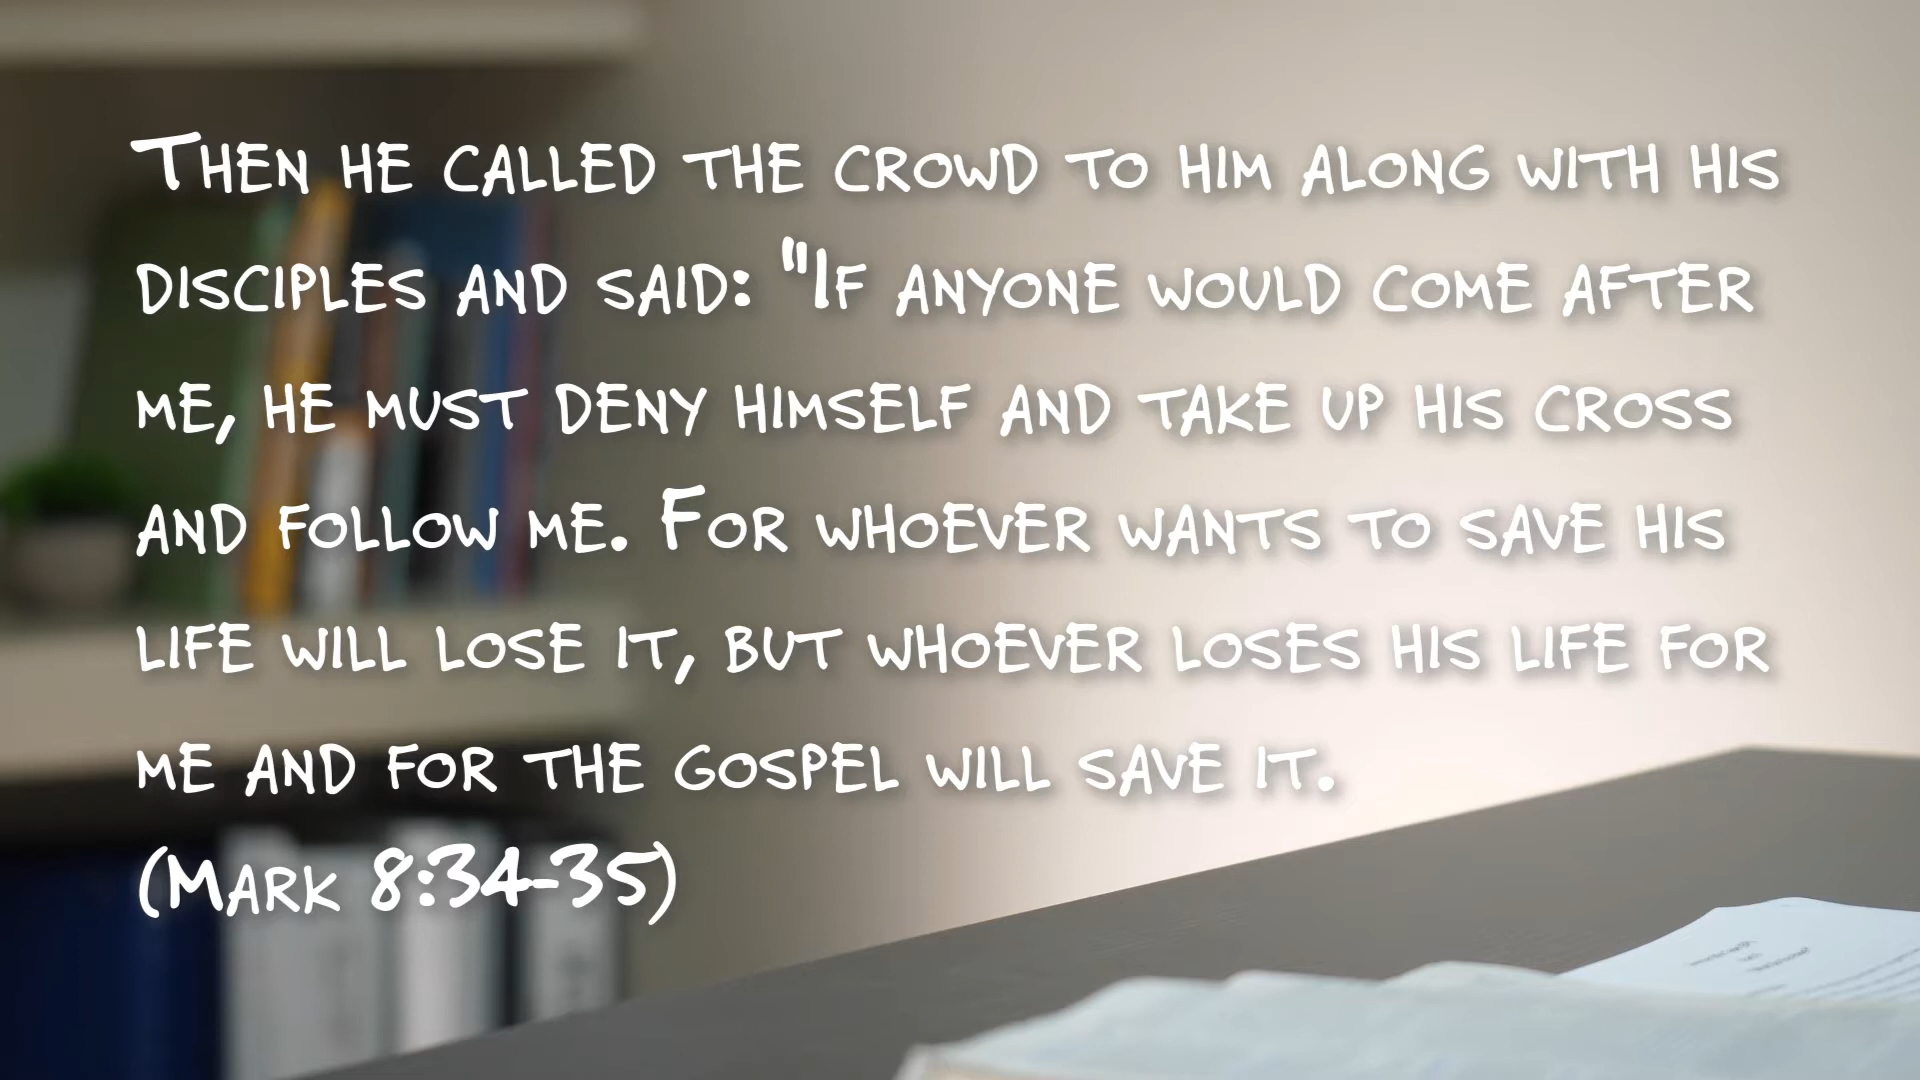 Then he called the crowd to him along with his
disciples and said: "If anyone would come after
me, he must deny himself and take up his cross
and follow me. For whoever wants to save his
life will lose it, but whoever loses his life for
me and for the gospel will save it.
(Mark 8:34-35)